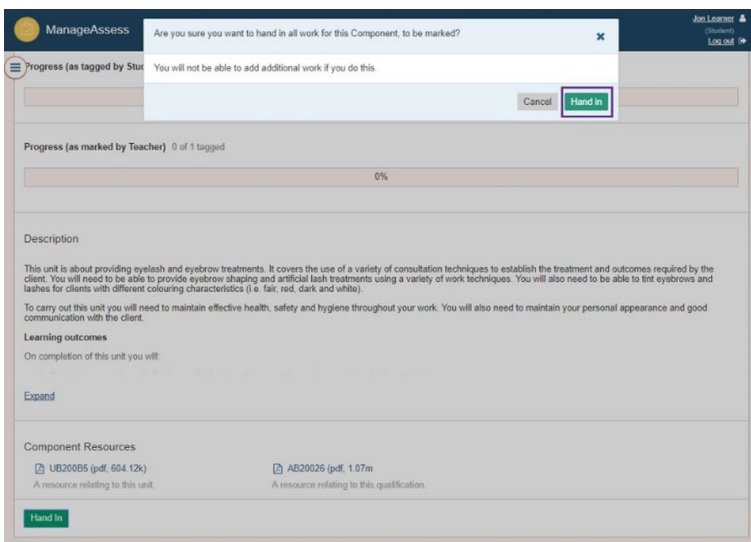 ManageAssess
Jon Learner
(Student)
Log out
Are you sure you want to hand in all work for this Component, to be marked?
You will not be able to add additional work if you do this.
Cancel
Hand in
Progress (as tagged by Stu
Progress (as marked by Teacher) 0 of 1 tagged
0%
Description
This unit is about providing eyelash and eyebrow treatments. It covers the use of a variety of consultation techniques to establish the treatment and outcomes required by the
client. You will need to be able to provide eyebrow shaping and artificial lash treatments using a variety of work techniques. You will also need to be able to tint eyebrows and
lashes for clients with different colouring characteristics (i.e. fair, red, dark and white).
To carry out this unit you will need to maintain effective health, safety and hygiene throughout your work. You will also need to maintain your personal appearance and good
communication with the client.
Learning outcomes
On completion of this unit you will:
Expand
Component Resources
UB200B5 (pdf, 604.12k)
A resource relating to this unit.
AB20026 (pdf, 1.07m
A resource relating to this qualification.
Hand In